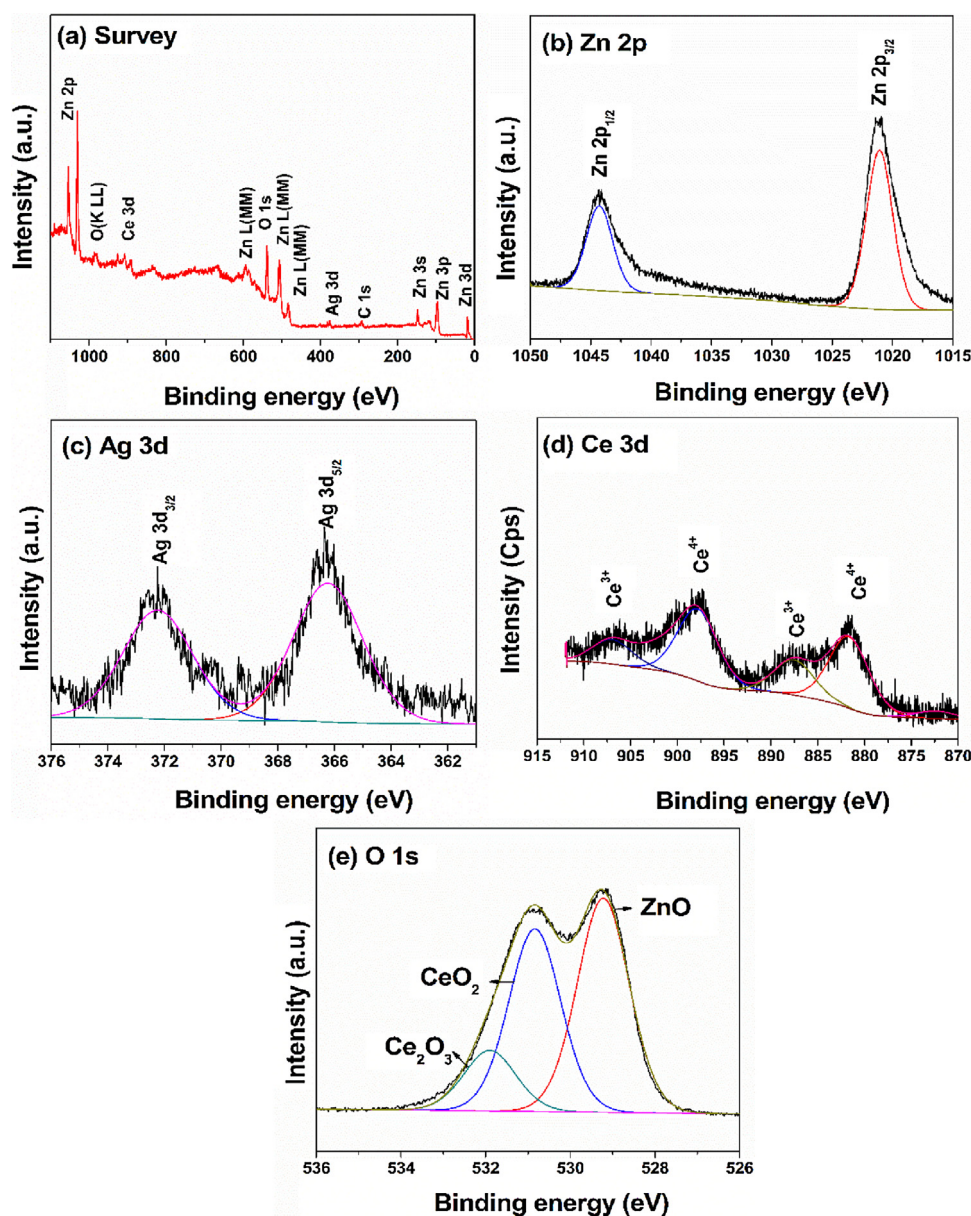 (a) Survey
Intensity (a.u.)
Zn 2p
O(K LL)
Ce 3d
Zn L(MM)
O 1s
Zn L(MM)
Zn L(MM)
Ag 3d
C 1s
Zn 3s
Zn 3p
Zn 3d
1000 800 600 400 200 0
Binding energy (eV)
(b) Zn 2p
Intensity (a.u.)
Zn 2p1/2
Zn 2p3/2
1050 1045 1040 1035 1030 1025 1020 1015
Binding energy (eV)
(c) Ag 3d
Intensity (a.u.)
Ag 3d3/2
Ag 3d5/2
376 374 372 370 368 366 364 362
Binding energy (eV)
(d) Ce 3d
Intensity (Cps)
Ce3+
Ce4+
Ce3+
Ce4+
915 910 905 900 895 890 885 880 875 870
Binding energy (eV)
(e) O 1s
Intensity (a.u.)
ZnO
CeO2
Ce2O3
536 534 532 530 528 526
Binding energy (eV)